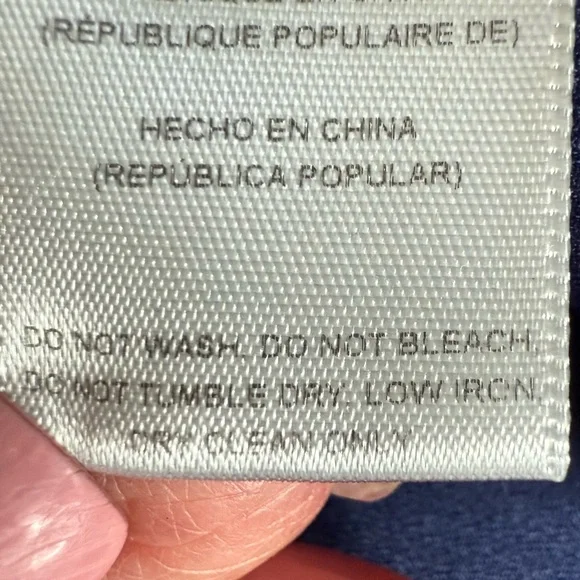 (RÉPUBLIQUE POPULAIRE DE)
HECHO EN CHINA
(REPÚBLICA POPULAR)
DO NOT WASH. DO NOT BLEACH.
DO NOT TUMBLE DRY. LOW IRON.
DRY CLEAN ONLY